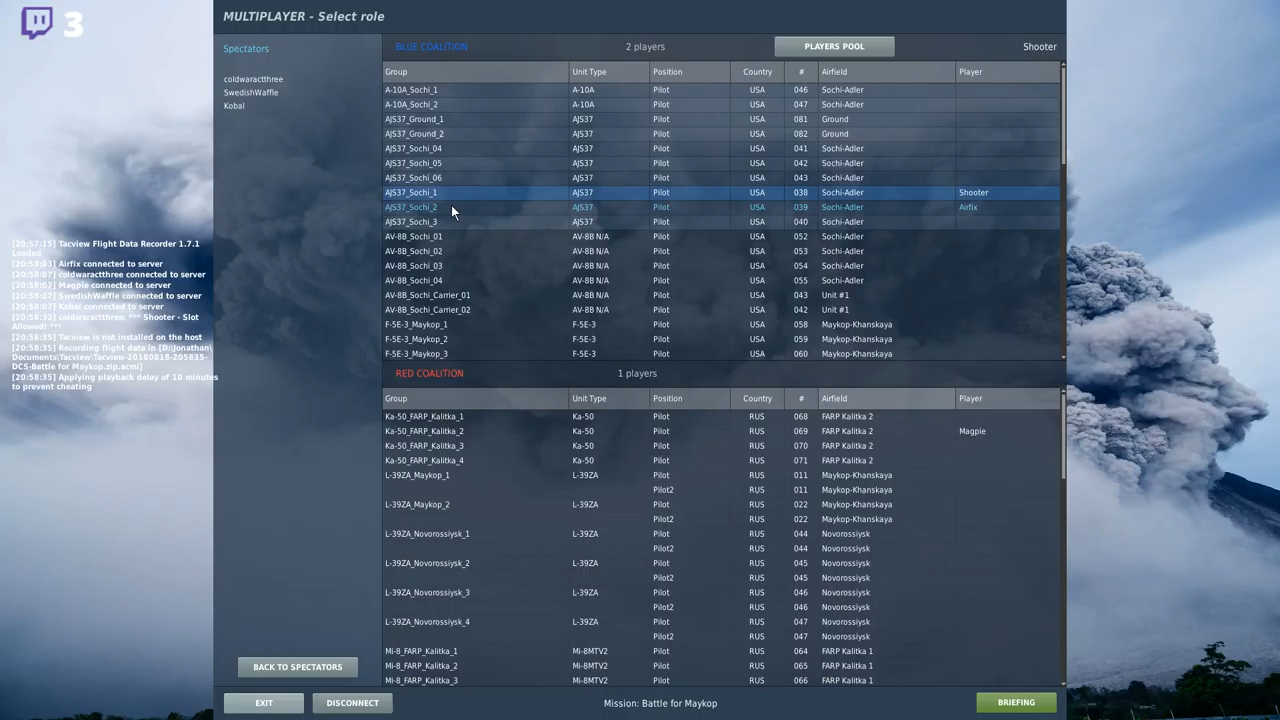 3
MULTIPLAYER - Select role
Spectators
coldwaractthree
SwedishWaffle
Kobal
[20:57:15] Tacview Flight Data Recorder 1.7.1
Loaded
[20:58:03] Airfix connected to server
[20:58:07] coldwaractthree connected to server
[20:58:07] Magpie connected to server
[20:58:07] SwedishWaffle connected to server
[20:58:07] Kobal connected to server
[20:58:32] coldwaractthree: *** Shooter - Slot
Allowed! ***
[20:58:35] Tacview is not installed on the host
[20:58:35] Recording flight data in [D:\Jonathan\
Documents\Tacview\Tacview-20180818-205835-
DCS-Battle for Maykop.zip.acmi]
[20:58:35] Applying playback delay of 10 minutes
to prevent cheating
BLUE COALITION 2 players PLAYERS POOL Shooter
Group Unit Type Position Country # Airfield Player
A-10A_Sochi_1 A-10A Pilot USA 046 Sochi-Adler
A-10A_Sochi_2 A-10A Pilot USA 047 Sochi-Adler
AJS37_Ground_1 AJS37 Pilot USA 081 Ground
AJS37_Ground_2 AJS37 Pilot USA 082 Ground
AJS37_Sochi_04 AJS37 Pilot USA 041 Sochi-Adler
AJS37_Sochi_05 AJS37 Pilot USA 042 Sochi-Adler
AJS37_Sochi_06 AJS37 Pilot USA 043 Sochi-Adler
AJS37_Sochi_1 AJS37 Pilot USA 038 Sochi-Adler Shooter
AJS37_Sochi_2 AJS37 Pilot USA 039 Sochi-Adler Airfix
AJS37_Sochi_3 AJS37 Pilot USA 040 Sochi-Adler
AV-8B_Sochi_01 AV-8B N/A Pilot USA 052 Sochi-Adler
AV-8B_Sochi_02 AV-8B N/A Pilot USA 053 Sochi-Adler
AV-8B_Sochi_03 AV-8B N/A Pilot USA 054 Sochi-Adler
AV-8B_Sochi_04 AV-8B N/A Pilot USA 055 Sochi-Adler
AV-8B_Sochi_Carrier_01 AV-8B N/A Pilot USA 043 Unit #1
AV-8B_Sochi_Carrier_02 AV-8B N/A Pilot USA 042 Unit #1
F-5E-3_Maykop_1 F-5E-3 Pilot USA 058 Maykop-Khanskaya
F-5E-3_Maykop_2 F-5E-3 Pilot USA 059 Maykop-Khanskaya
F-5E-3_Maykop_3 F-5E-3 Pilot USA 060 Maykop-Khanskaya
RED COALITION 1 players
Group Unit Type Position Country # Airfield Player
Ka-50_FARP_Kalitka_1 Ka-50 Pilot RUS 068 FARP Kalitka 2
Ka-50_FARP_Kalitka_2 Ka-50 Pilot RUS 069 FARP Kalitka 2 Magpie
Ka-50_FARP_Kalitka_3 Ka-50 Pilot RUS 070 FARP Kalitka 2
Ka-50_FARP_Kalitka_4 Ka-50 Pilot RUS 071 FARP Kalitka 2
L-39ZA_Maykop_1 L-39ZA Pilot RUS 011 Maykop-Khanskaya
Pilot2 RUS 011 Maykop-Khanskaya
L-39ZA_Maykop_2 L-39ZA Pilot RUS 022 Maykop-Khanskaya
Pilot2 RUS 022 Maykop-Khanskaya
L-39ZA_Novorossiysk_1 L-39ZA Pilot RUS 044 Novorossiysk
Pilot2 RUS 044 Novorossiysk
L-39ZA_Novorossiysk_2 L-39ZA Pilot RUS 045 Novorossiysk
Pilot2 RUS 045 Novorossiysk
L-39ZA_Novorossiysk_3 L-39ZA Pilot RUS 046 Novorossiysk
Pilot2 RUS 046 Novorossiysk
L-39ZA_Novorossiysk_4 L-39ZA Pilot RUS 047 Novorossiysk
Pilot2 RUS 047 Novorossiysk
Mi-8_FARP_Kalitka_1 Mi-8MTV2 Pilot RUS 064 FARP Kalitka 1
Mi-8_FARP_Kalitka_2 Mi-8MTV2 Pilot RUS 065 FARP Kalitka 1
Mi-8_FARP_Kalitka_3 Mi-8MTV2 Pilot RUS 066 FARP Kalitka 1
BACK TO SPECTATORS
EXIT DISCONNECT Mission: Battle for Maykop BRIEFING